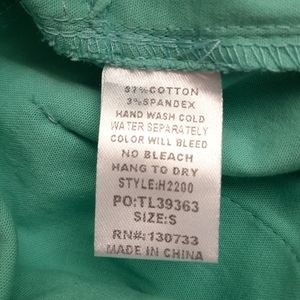 97%COTTON
3%SPANDEX
HAND WASH COLD
WATER SEPARATELY
COLOR WILL BLEED
NO BLEACH
HANG TO DRY
STYLE:H2200
PO:TL39363
SIZE:S
RN#:130733
MADE IN CHINA